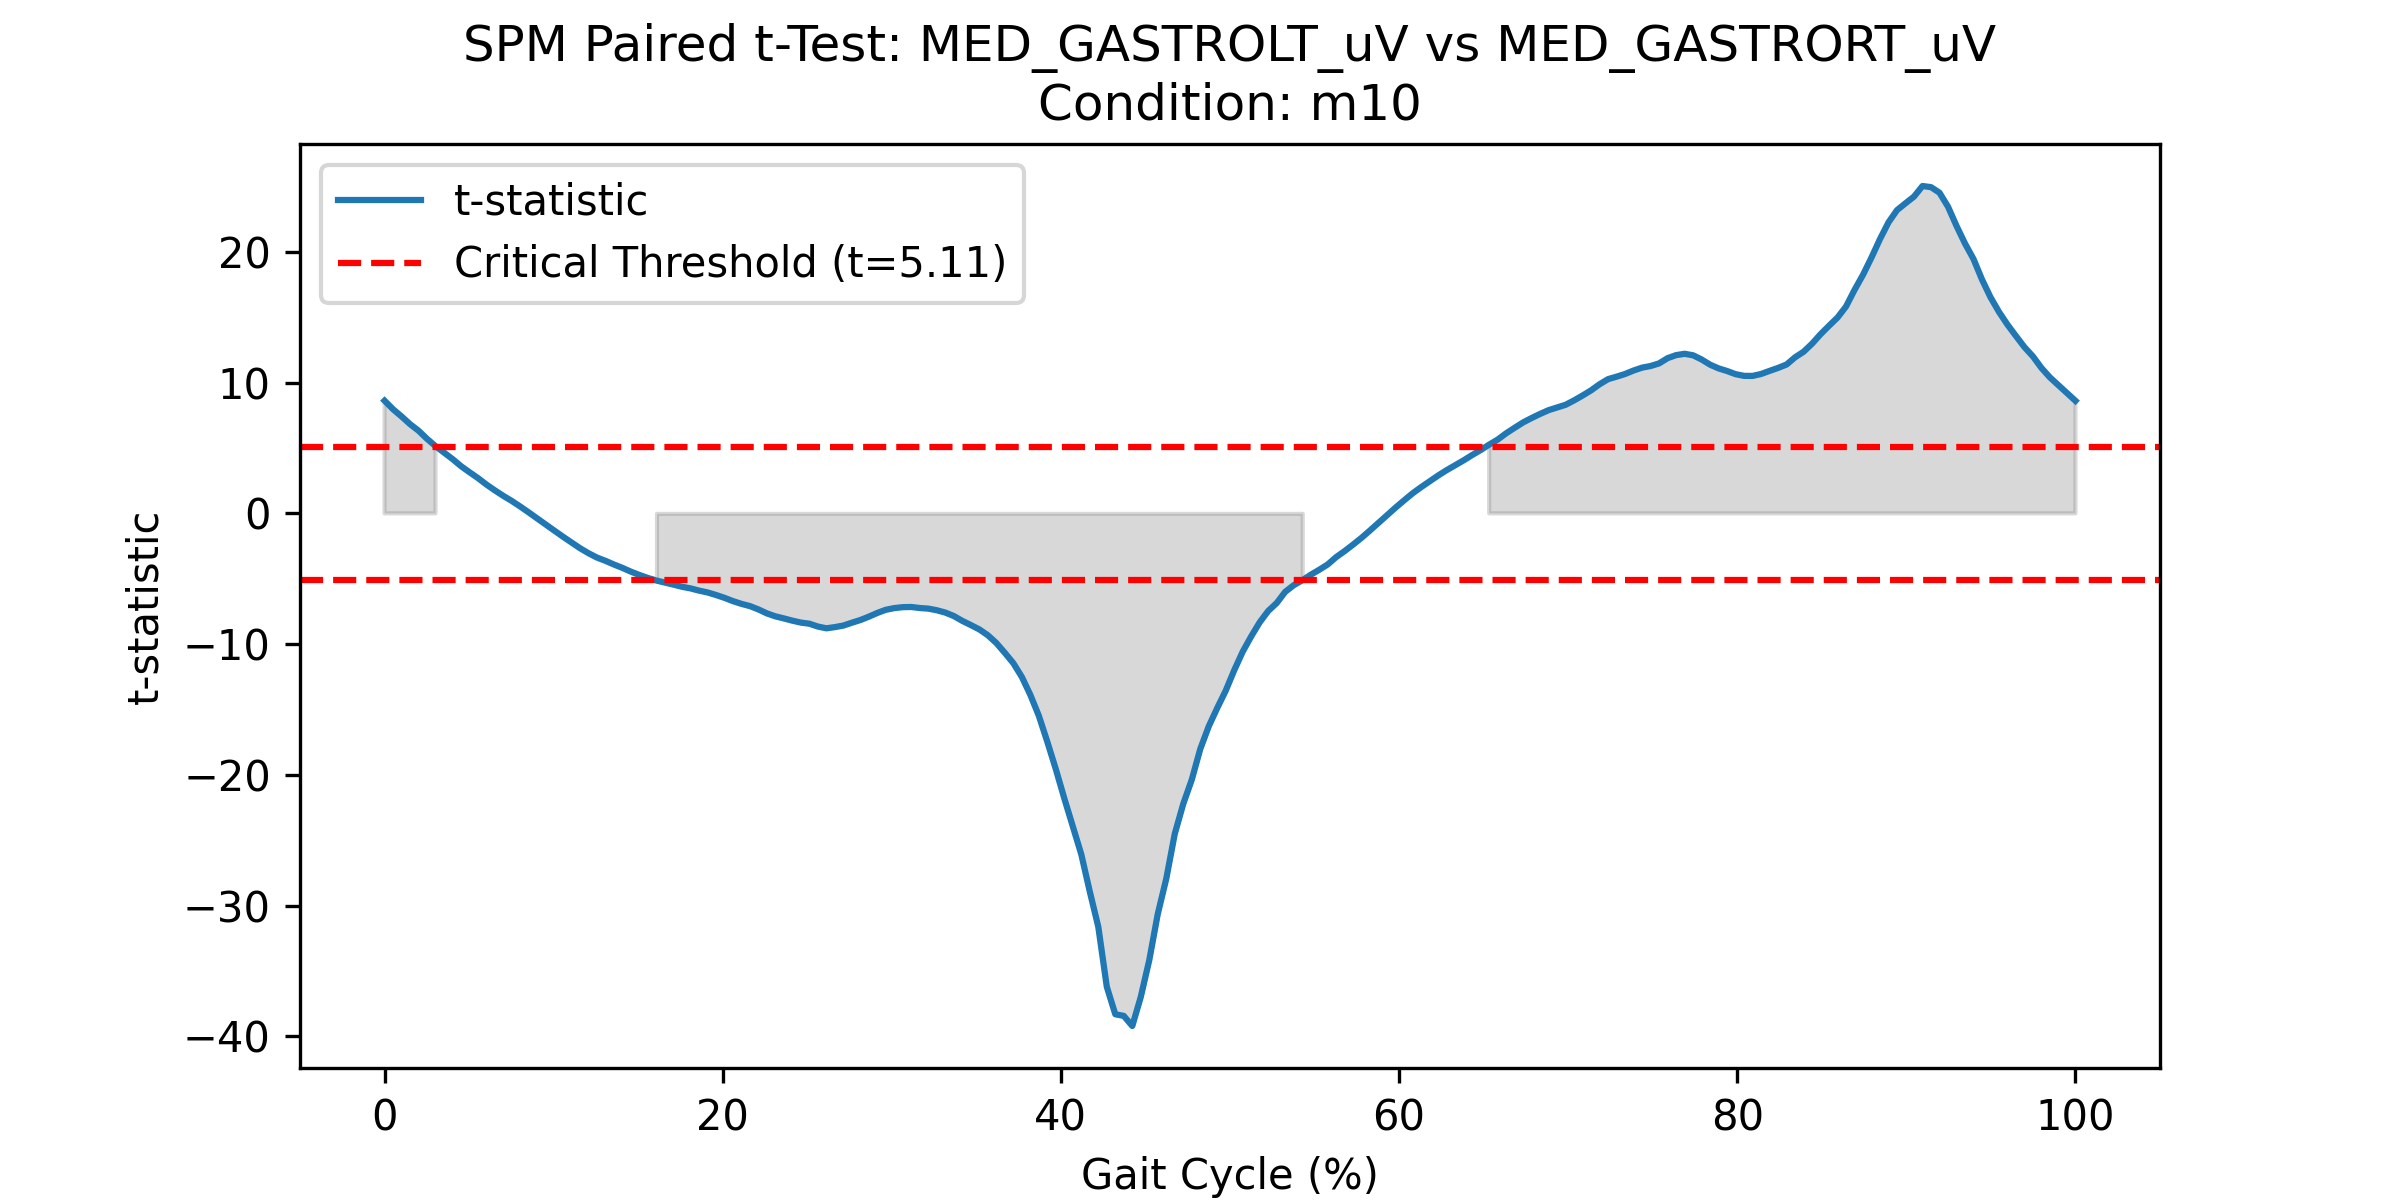 SPM Paired t-Test: MED_GASTROLT_uV vs MED_GASTRORT_uV
Condition: m10
t-statistic
Critical Threshold (t=5.11)
20
10
0
−10
−20
−30
−40
t-statistic
0 20 40 60 80 100
Gait Cycle (%)